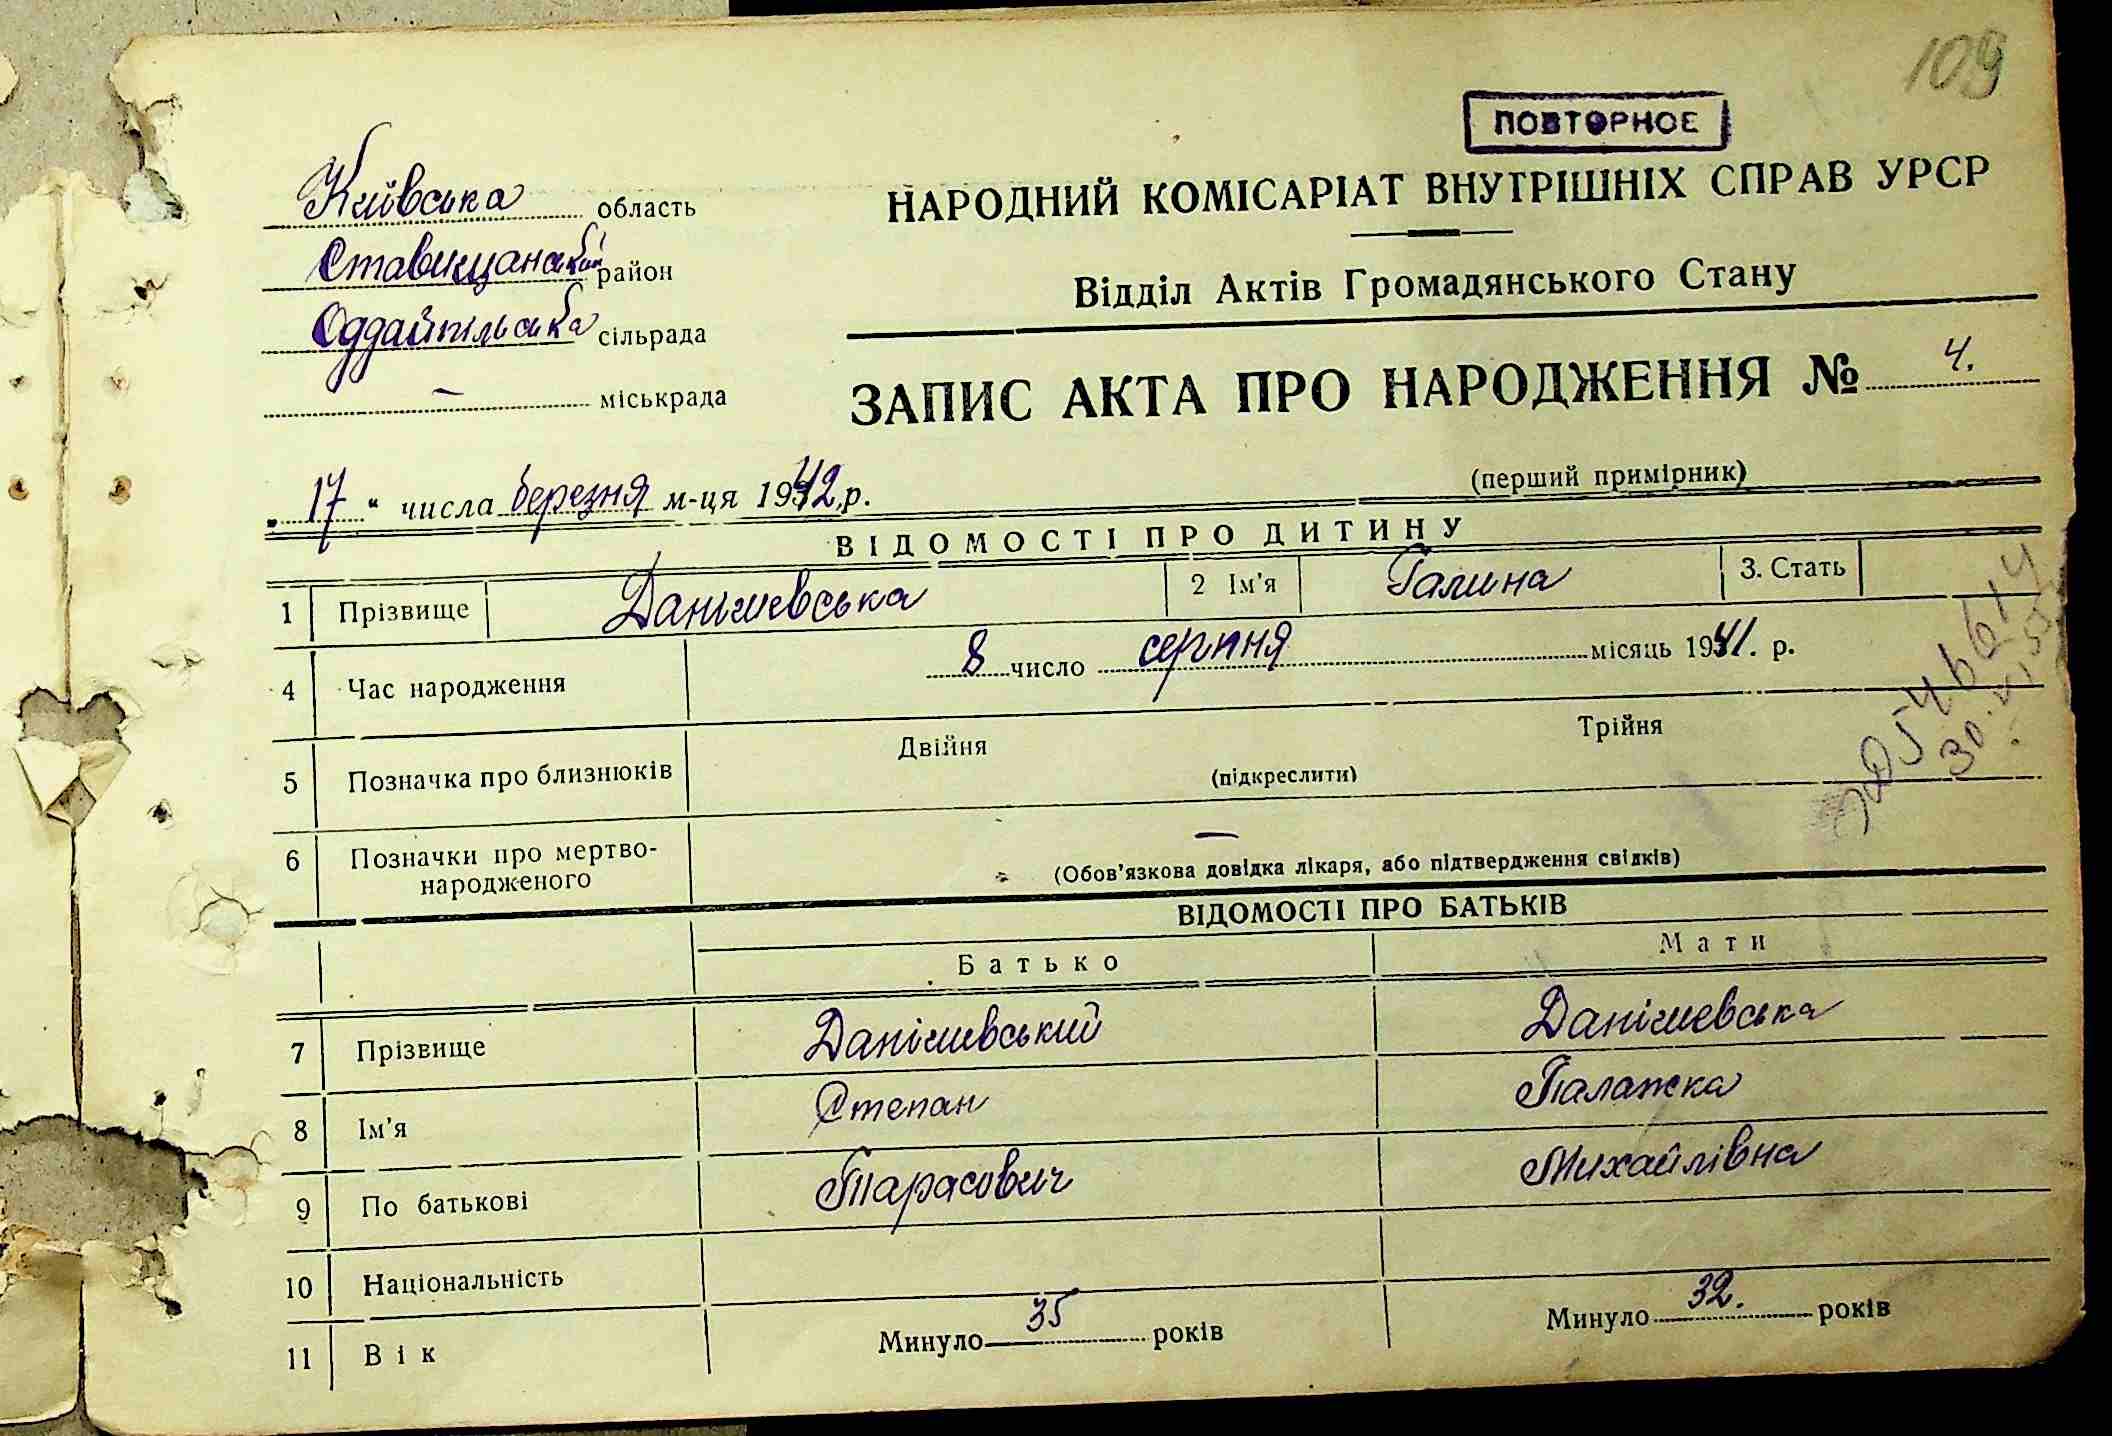 109
ПОВТОРНОЕ
Київська область
Ставищанський район
Оддайпільська сільрада
— міськрада
НАРОДНИЙ КОМІСАРІАТ ВНУТРІШНІХ СПРАВ УРСР
Відділ Актів Громадянського Стану
ЗАПИС АКТА ПРО НАРОДЖЕННЯ № 4.
(перший примірник)
„17“ числа березня м-ця 1942 р.
ВІДОМОСТІ ПРО ДИТИНУ
1 Прізвище Данішевська 2 Ім'я Галина 3. Стать
4 Час народження 8 число серпня місяць 1941. р.
5 Позначка про близнюків Двійня Трійня
(підкреслити)
6 Позначки про мертво-
народженого —
(Обов'язкова довідка лікаря, або підтвердження свідків)
ВІДОМОСТІ ПРО БАТЬКІВ
Батько Мати
7 Прізвище Данішевський Данішевська
8 Ім'я Степан Палажка
9 По батькові Тарасович Михайлівна
10 Національність
11 Вік Минуло 35 років Минуло 32. років